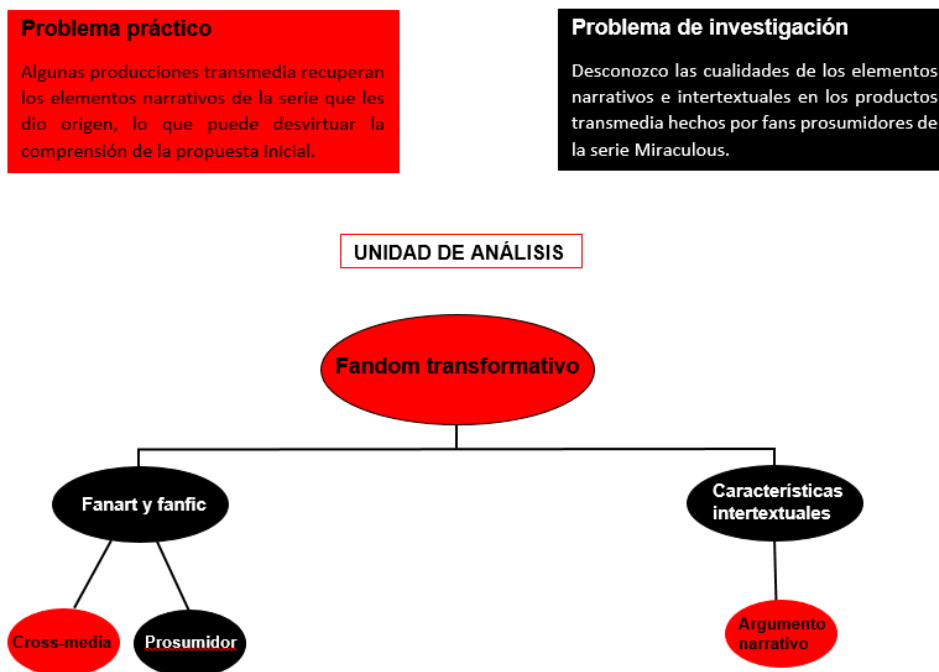 Problema práctico
Algunas producciones transmedia recuperan
los elementos narrativos de la serie que les
dio origen, lo que puede desvirtuar la
comprensión de la propuesta inicial.
Problema de investigación
Desconozco las cualidades de los elementos
narrativos e intertextuales en los productos
transmedia hechos por fans prosumidores de
la serie Miraculous.
UNIDAD DE ANÁLISIS
Fandom transformativo
Fanart y fanfic
Características
intertextuales
Cross-media
Prosumidor
Argumento
narrativo